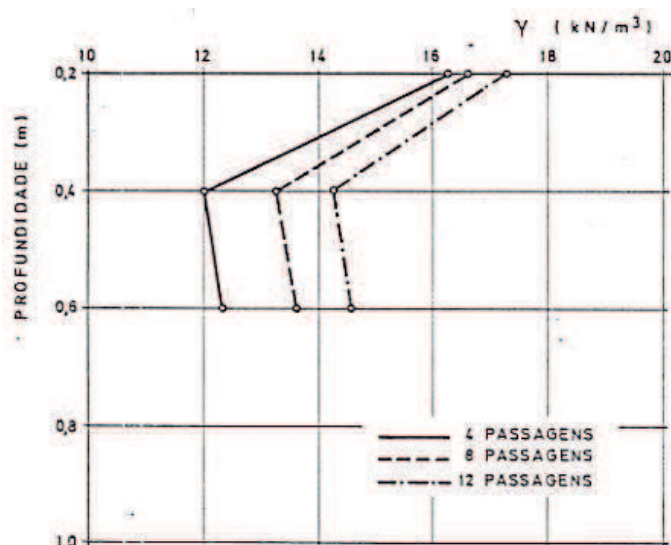 γ (kN/m³)
10 12 14 16 18 20
PROFUNDIDADE (m)
0,2
0,4
0,6
0,8
1,0
4 PASSAGENS
8 PASSAGENS
12 PASSAGENS